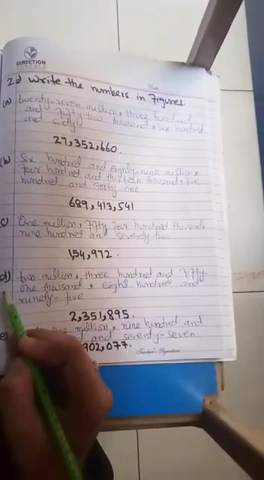 DIRECTION
2d write the numbers in figures
(a) twenty-seven million, three hundred
and fifty-two thousand, six hundred
and sixty
27,352,660.
(b) Six hundred and eighty-nine million,
four hundred and thirteen thousand, five
hundred and forty-one
689,413,541
(c) One million, fifty four hundred thousands
nine hundred and seventy-two
154,972.
(d) two million, three hundred and fifty-
one thousand, eight hundred and
ninety-five
2,351,895.
million, nine hundred and
and seventy-seven
902,077.
Teacher's Signature